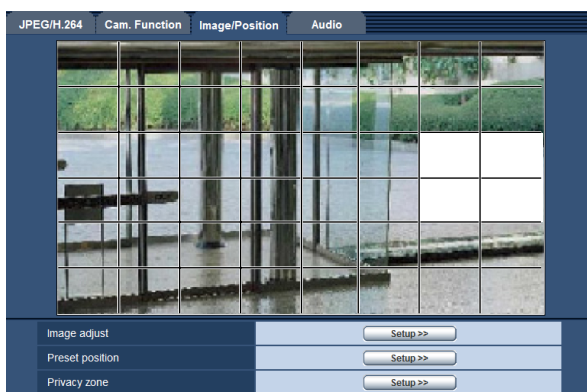 JPEG/H.264 Cam. Function Image/Position Audio
Image adjust Setup >>
Preset position Setup >>
Privacy zone Setup >>